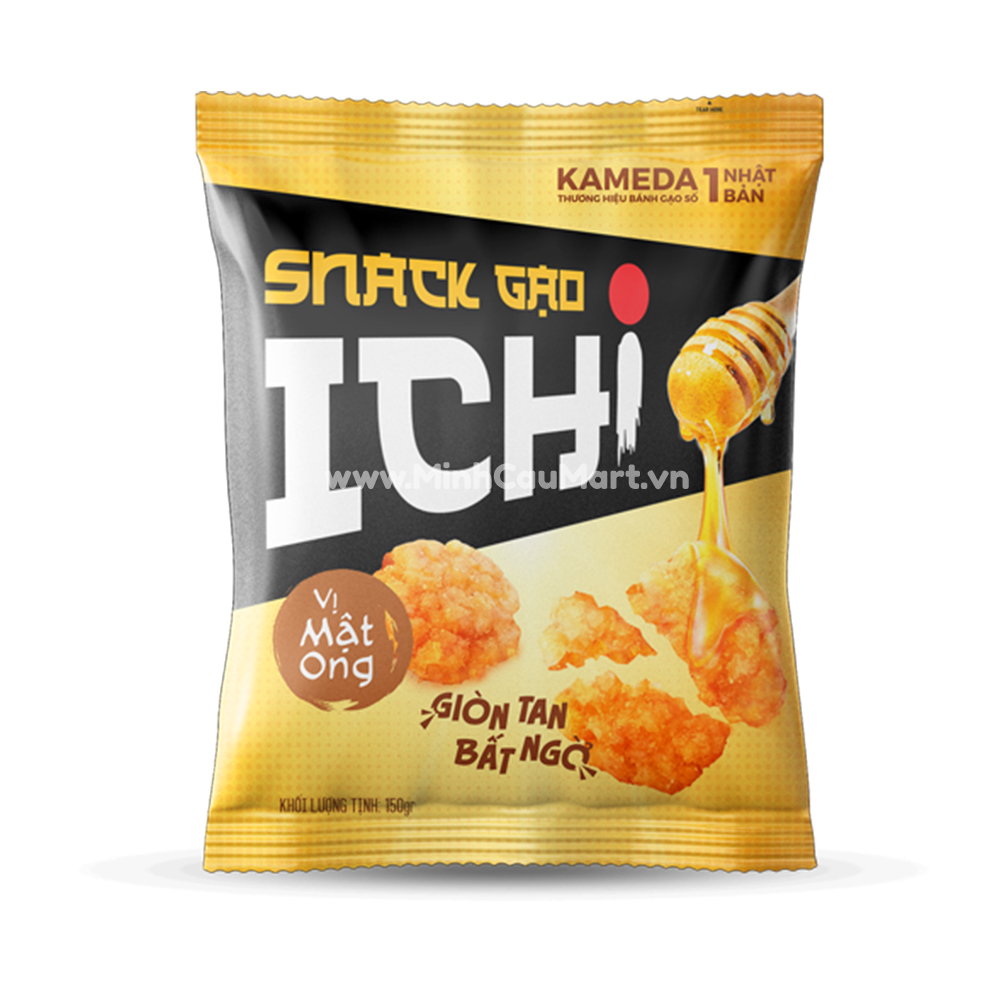 KAMEDA 1 NHẬT BẢN
THƯƠNG HIỆU BÁNH GẠO SỐ
SNACK GẠO
ICHi
www.MinhCauMart.vn
Vị
Mật
Ong
GIÒN TAN
BẤT NGỜ
KHỐI LƯỢNG TỊNH: 150gr